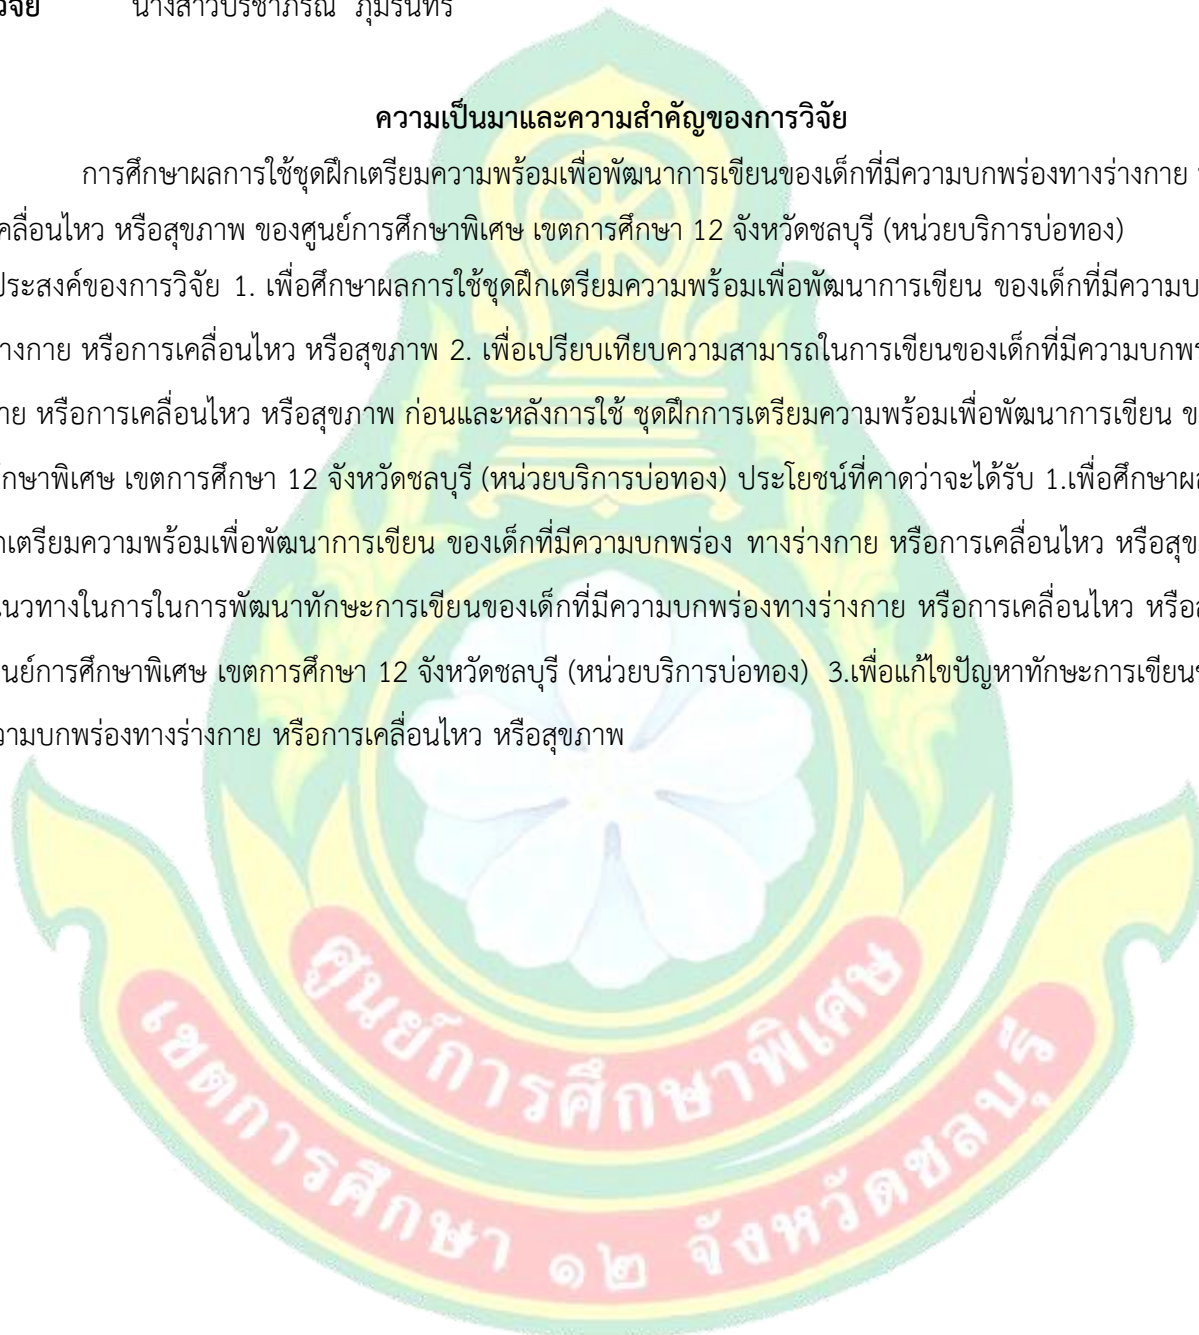 วิจัย นางสาวปรีชาภรณ์ ภุมรินทร์
ความเป็นมาและความสำคัญของการวิจัย
การศึกษาผลการใช้ชุดฝึกเตรียมความพร้อมเพื่อพัฒนาการเขียนของเด็กที่มีความบกพร่องทางร่างกาย
คลื่อนไหว หรือสุขภาพ ของศูนย์การศึกษาพิเศษ เขตการศึกษา 12 จังหวัดชลบุรี (หน่วยบริการบ่อทอง)
ประสงค์ของการวิจัย 1. เพื่อศึกษาผลการใช้ชุดฝึกเตรียมความพร้อมเพื่อพัฒนาการเขียน ของเด็กที่มีความบ
างกาย หรือการเคลื่อนไหว หรือสุขภาพ 2. เพื่อเปรียบเทียบความสามารถในการเขียนของเด็กที่มีความบกพร
าย หรือการเคลื่อนไหว หรือสุขภาพ ก่อนและหลังการใช้ ชุดฝึกการเตรียมความพร้อมเพื่อพัฒนาการเขียน ข
ึกษาพิเศษ เขตการศึกษา 12 จังหวัดชลบุรี (หน่วยบริการบ่อทอง) ประโยชน์ที่คาดว่าจะได้รับ 1.เพื่อศึกษาผล
เตรียมความพร้อมเพื่อพัฒนาการเขียน ของเด็กที่มีความบกพร่อง ทางร่างกาย หรือการเคลื่อนไหว หรือสุข
แนวทางในการในการพัฒนาทักษะการเขียนของเด็กที่มีความบกพร่องทางร่างกาย หรือการเคลื่อนไหว หรือส
ูนย์การศึกษาพิเศษ เขตการศึกษา 12 จังหวัดชลบุรี (หน่วยบริการบ่อทอง) 3.เพื่อแก้ไขปัญหาทักษะการเขียนข
วามบกพร่องทางร่างกาย หรือการเคลื่อนไหว หรือสุขภาพ
ศูนย์การศึกษาพิเศษ
เขตการศึกษา ๑๒ จังหวัดชลบุรี